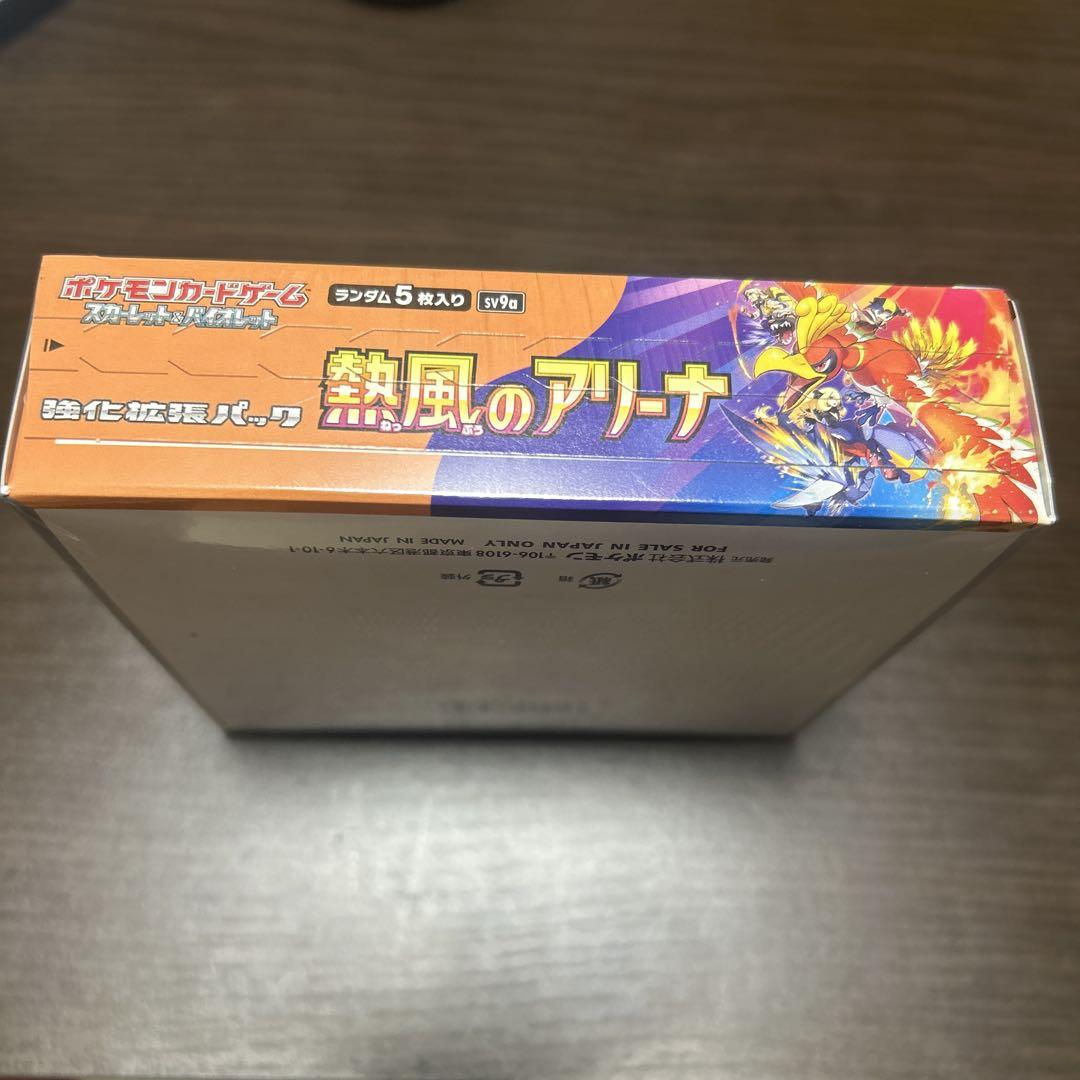 ポケモンカードゲーム
スカーレット&バイオレット
ランダム5枚入り
SV9a
強化拡張パック
熱風のアリーナ
ねっ ぷう
紙 箱
プラ 外装
発売元 株式会社 ポケモン 〒106-6108 東京都港区六本木6-10-1
FOR SALE IN JAPAN ONLY MADE IN JAPAN